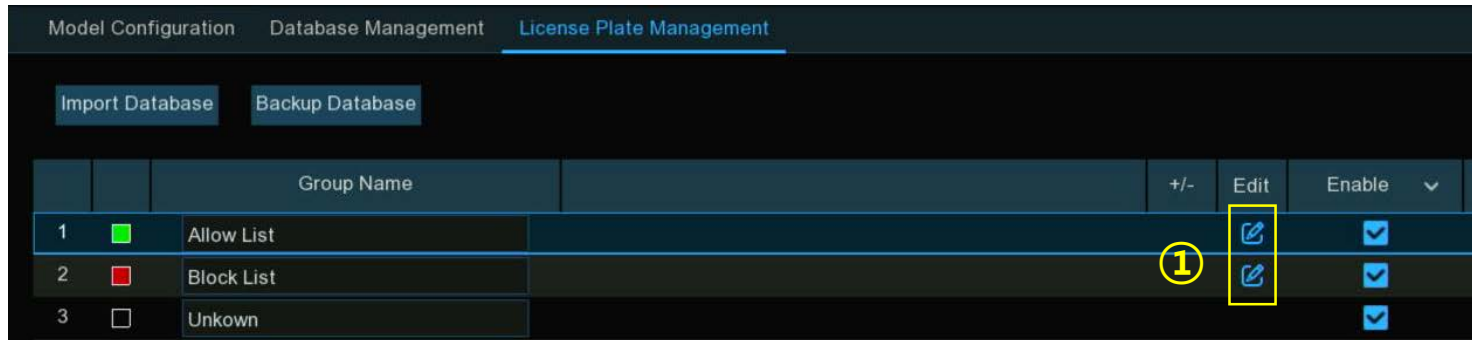 Model Configuration Database Management License Plate Management
Import Database Backup Database
Group Name +/- Edit Enable
1 Allow List
①
2 Block List
3 Unkown